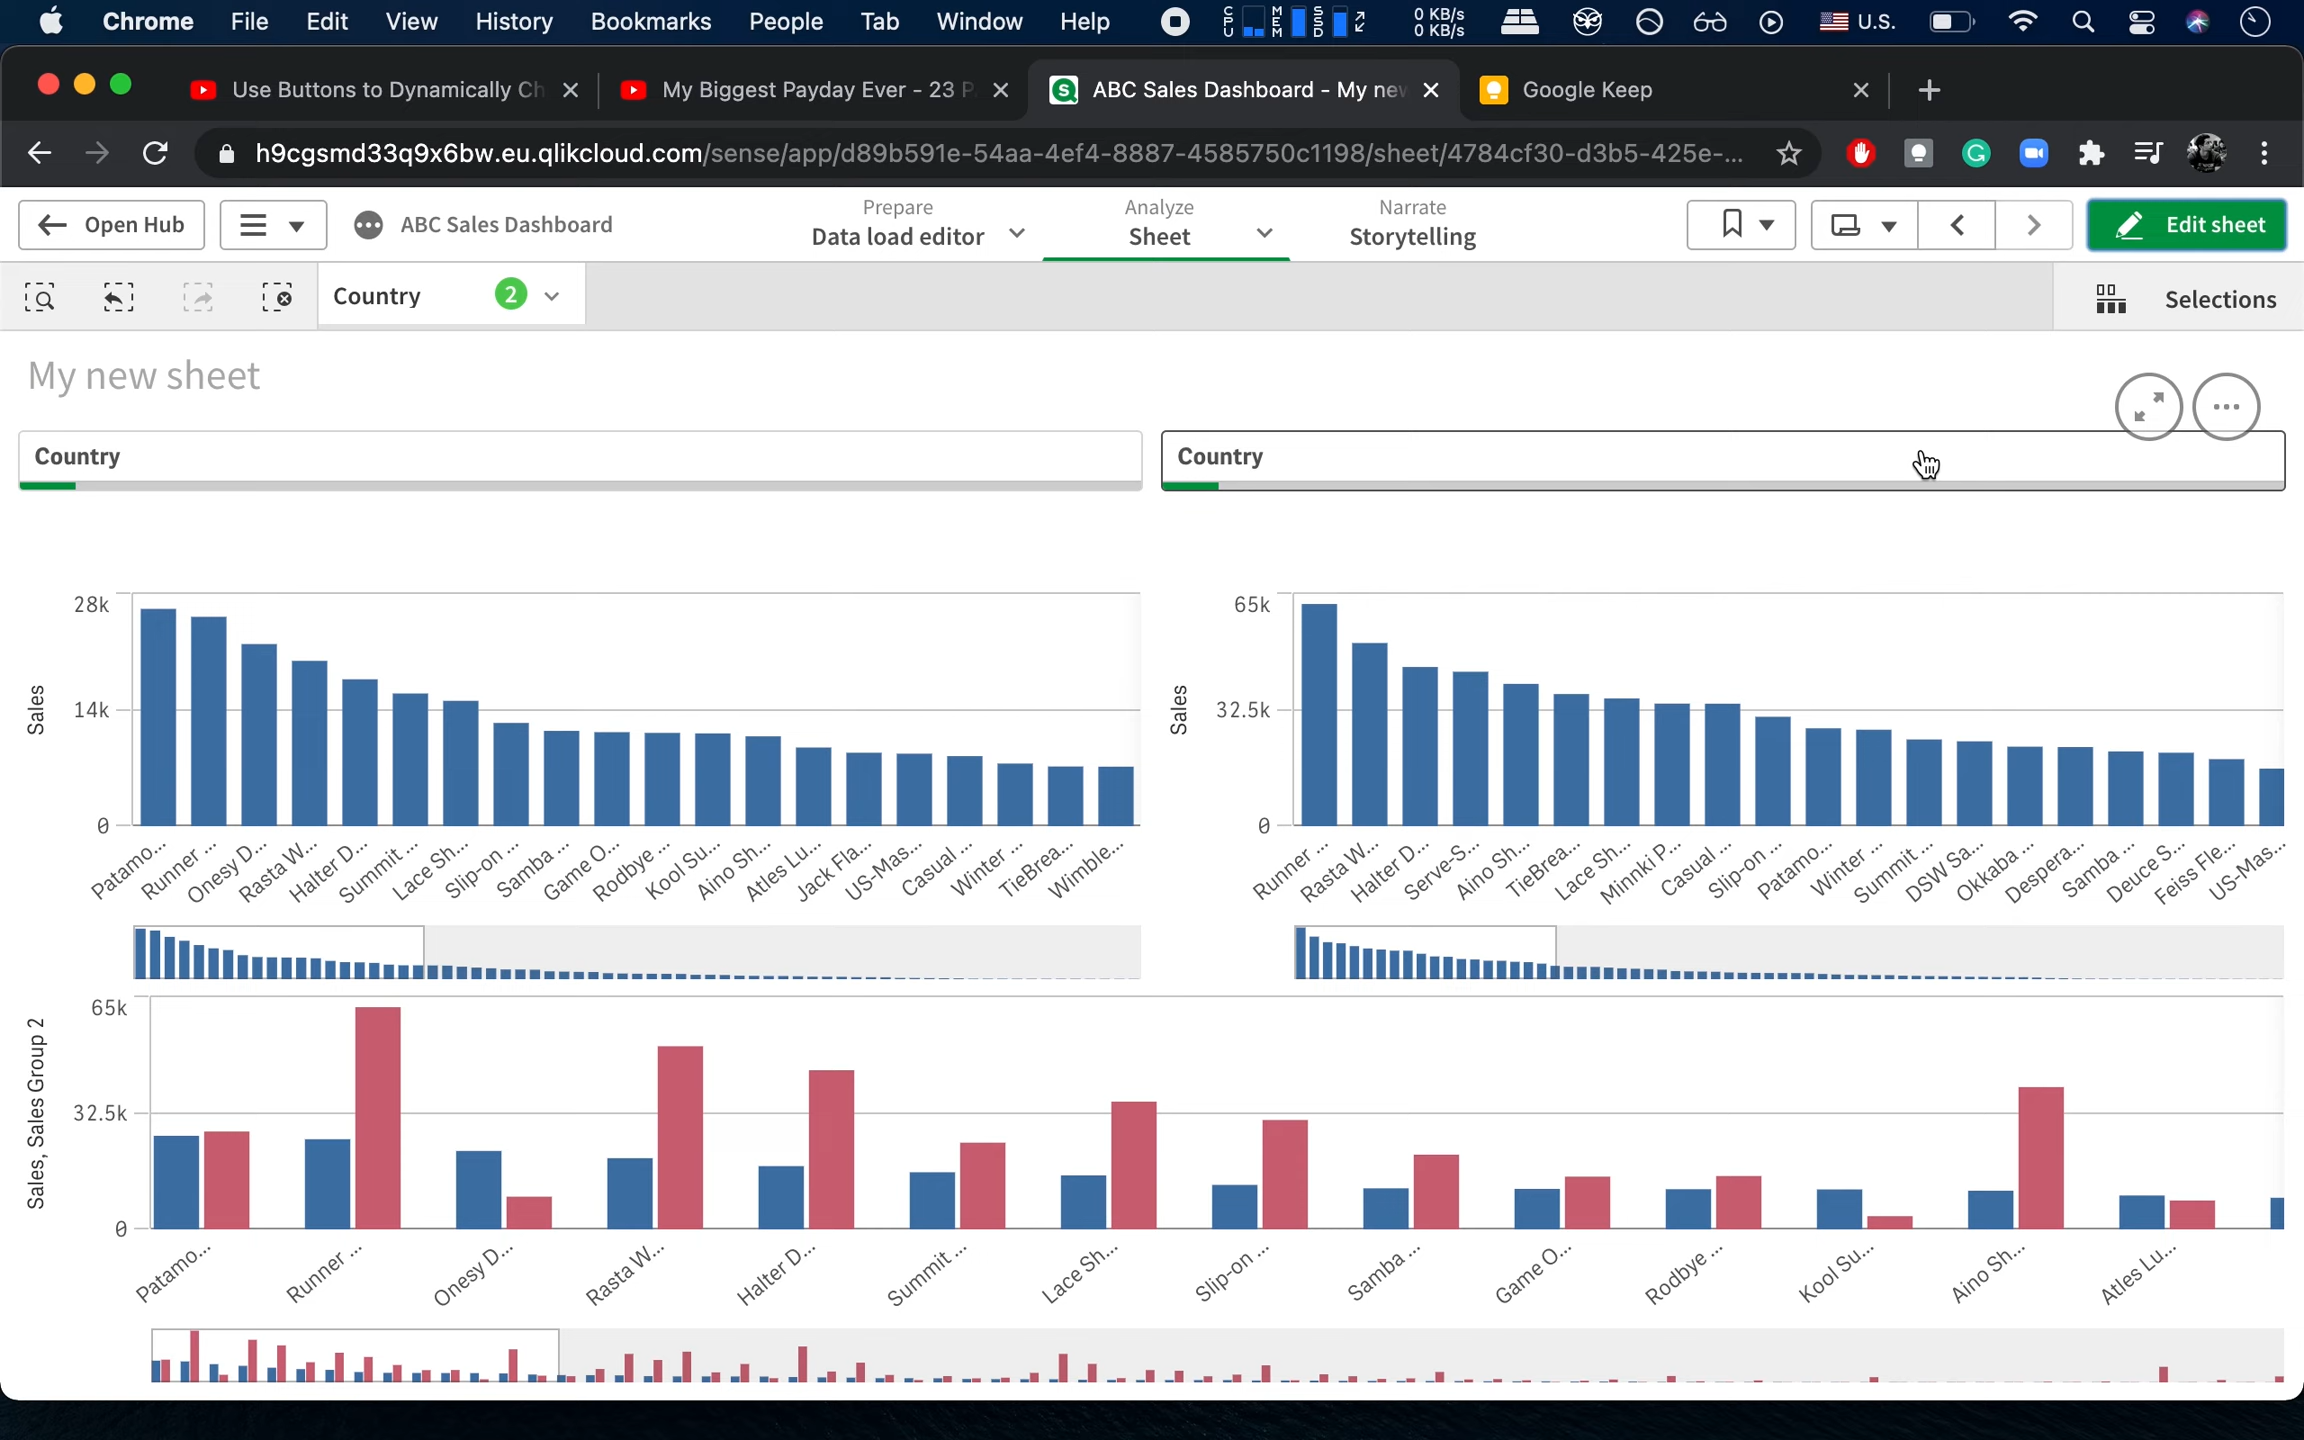 Chrome File Edit View History Bookmarks People Tab Window Help CPU MEM SSD 0 KB/s 0 KB/s U.S.
Use Buttons to Dynamically Ch
My Biggest Payday Ever - 23 P
ABC Sales Dashboard - My nev
Google Keep
h9cgsmd33q9x6bw.eu.qlikcloud.com/sense/app/d89b591e-54aa-4ef4-8887-4585750c1198/sheet/4784cf30-d3b5-425e-...
Open Hub
ABC Sales Dashboard
Prepare
Data load editor
Analyze
Sheet
Narrate
Storytelling
Edit sheet
Country 2
Selections
My new sheet
Country
Country
Sales
28k
14k
0
Patamo...
Runner ...
Onesy D...
Rasta W...
Halter D...
Summit ...
Lace Sh...
Slip-on ...
Samba ...
Game O...
Rodbye ...
Kool Su...
Aino Sh...
Atles Lu...
Jack Fla...
US-Mas...
Casual ...
Winter ...
TieBrea...
Wimble...
Sales
65k
32.5k
0
Runner ...
Rasta W...
Halter D...
Serve-S...
Aino Sh...
TieBrea...
Lace Sh...
Minnki P...
Casual ...
Slip-on ...
Patamo...
Winter ...
Summit ...
DSW Sa...
Okkaba ...
Despera...
Samba ...
Deuce S...
Feiss Fle...
US-Mas...
Sales, Sales Group 2
65k
32.5k
0
Patamo...
Runner ...
Onesy D...
Rasta W...
Halter D...
Summit ...
Lace Sh...
Slip-on ...
Samba ...
Game O...
Rodbye ...
Kool Su...
Aino Sh...
Atles Lu...